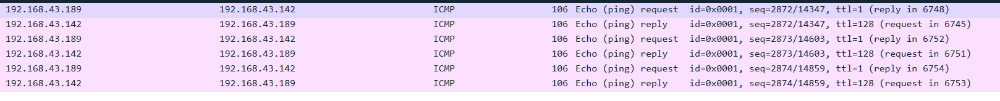 192.168.43.189 192.168.43.142 ICMP 106 Echo (ping) request id=0x0001, seq=2872/14347, ttl=1 (reply in 6748)
192.168.43.142 192.168.43.189 ICMP 106 Echo (ping) reply id=0x0001, seq=2872/14347, ttl=128 (request in 6745)
192.168.43.189 192.168.43.142 ICMP 106 Echo (ping) request id=0x0001, seq=2873/14603, ttl=1 (reply in 6752)
192.168.43.142 192.168.43.189 ICMP 106 Echo (ping) reply id=0x0001, seq=2873/14603, ttl=128 (request in 6751)
192.168.43.189 192.168.43.142 ICMP 106 Echo (ping) request id=0x0001, seq=2874/14859, ttl=1 (reply in 6754)
192.168.43.142 192.168.43.189 ICMP 106 Echo (ping) reply id=0x0001, seq=2874/14859, ttl=128 (request in 6753)